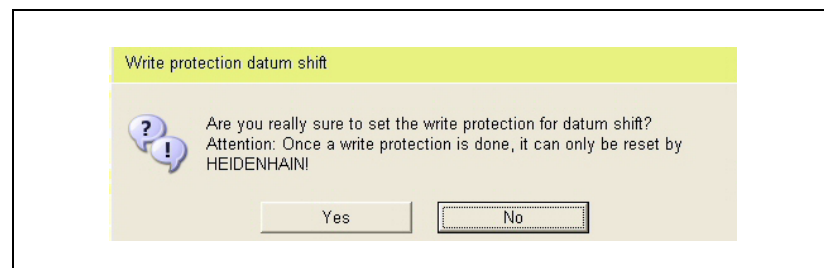 Write protection datum shift
Are you really sure to set the write protection for datum shift?
Attention: Once a write protection is done, it can only be reset by
HEIDENHAIN!
Yes No